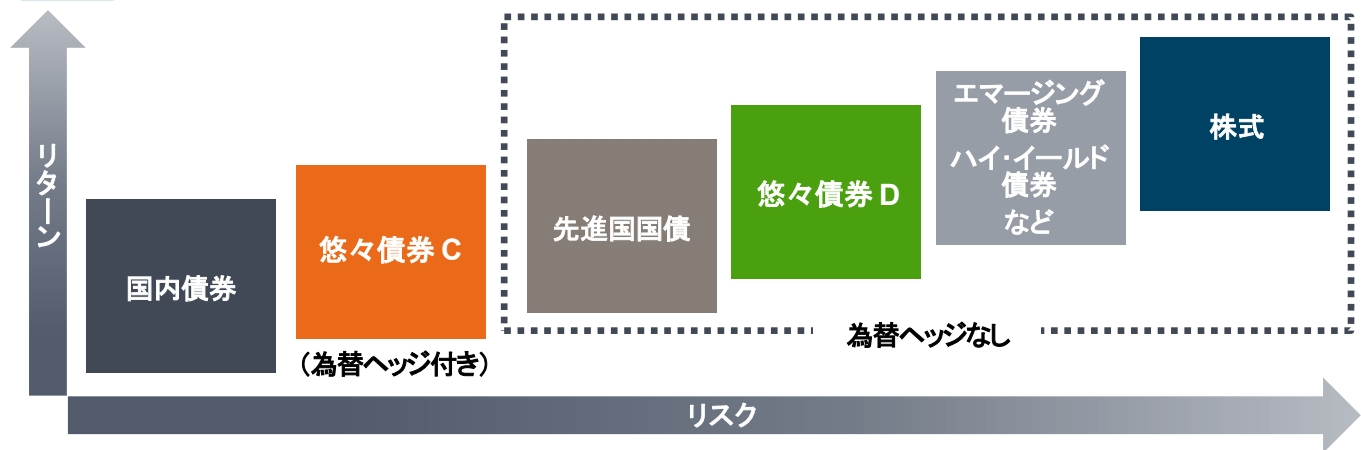 リターン
国内債券
悠々債券 C
(為替ヘッジ付き)
先進国国債
悠々債券 D
エマージング
債券
ハイ・イールド
債券
など
株式
為替ヘッジなし
リスク